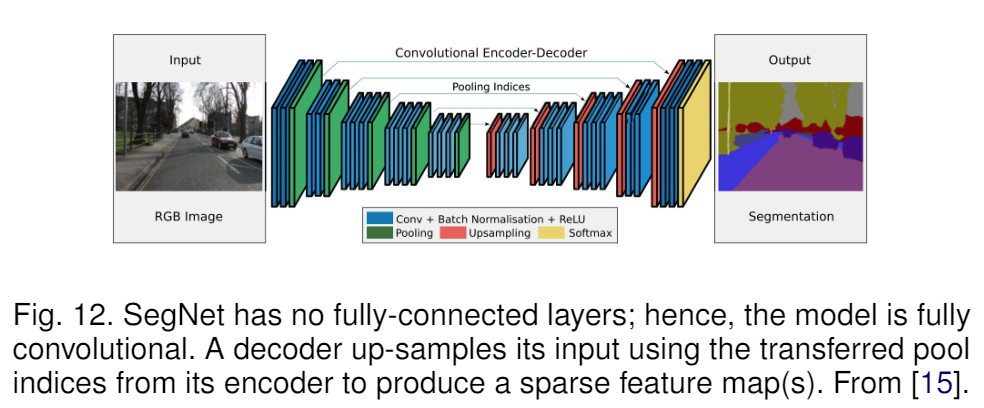 Input
Convolutional Encoder-Decoder
Output
Pooling Indices
RGB Image
Conv + Batch Normalisation + ReLU
Pooling
Upsampling
Softmax
Segmentation
Fig. 12. SegNet has no fully-connected layers; hence, the model is fully
convolutional. A decoder up-samples its input using the transferred pool
indices from its encoder to produce a sparse feature map(s). From [15].